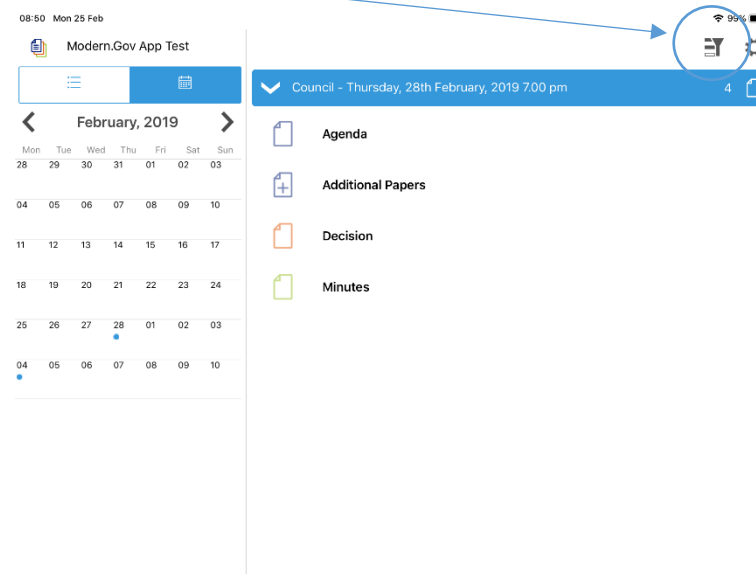 08:50 Mon 25 Feb
99%
Modern.Gov App Test
February, 2019
Mon Tue Wed Thu Fri Sat Sun
28 29 30 31 01 02 03
04 05 06 07 08 09 10
11 12 13 14 15 16 17
18 19 20 21 22 23 24
25 26 27 28 01 02 03
04 05 06 07 08 09 10
Council - Thursday, 28th February, 2019 7.00 pm 4
Agenda
Additional Papers
Decision
Minutes